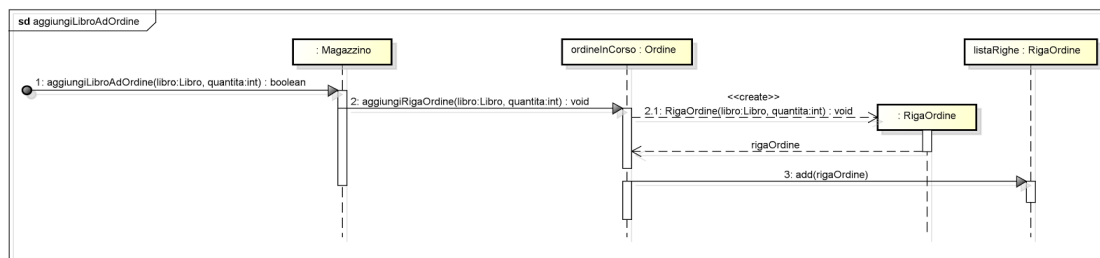 sd aggiungiLibroAdOrdine
: Magazzino
ordineInCorso : Ordine
listaRighe : RigaOrdine
1: aggiungiLibroAdOrdine(libro:Libro, quantita:int) : boolean
2: aggiungiRigaOrdine(libro:Libro, quantita:int) : void
<<create>>
2.1: RigaOrdine(libro:Libro, quantita:int) : void
: RigaOrdine
rigaOrdine
3: add(rigaOrdine)